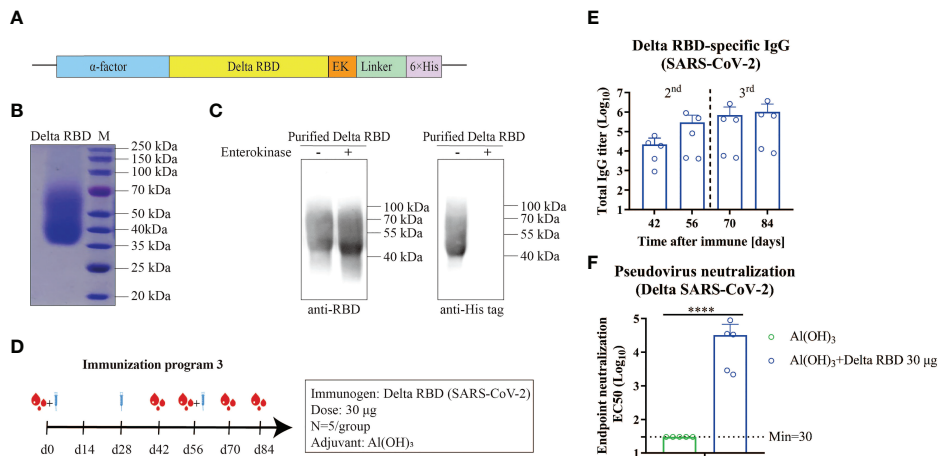 A
α-factor Delta RBD EK Linker 6×His
B
Delta RBD M
250 kDa
150 kDa
100 kDa
70 kDa
50 kDa
40kDa
35 kDa
25 kDa
20 kDa
C
Purified Delta RBD Purified Delta RBD
Enterokinase - + - +
100 kDa
70 kDa
55 kDa
40 kDa
anti-RBD
100 kDa
70 kDa
55 kDa
40 kDa
anti-His tag
D
Immunization program 3
+ +
d0 d14 d28 d42 d56 d70 d84
Immunogen: Delta RBD (SARS-CoV-2)
Dose: 30 μg
N=5/group
Adjuvant: Al(OH)₃
E
Delta RBD-specific IgG
(SARS-CoV-2)
2nd 3rd
Total IgG titer (Log₁₀)
7
6
5
4
3
2
1
42 56 70 84
Time after immune [days]
F
Pseudovirus neutralization
(Delta SARS-CoV-2)
****
Endpoint neutralization
EC50 (Log₁₀)
5
4
3
2
1
Al(OH)₃
Al(OH)₃+Delta RBD 30 μg
Min=30